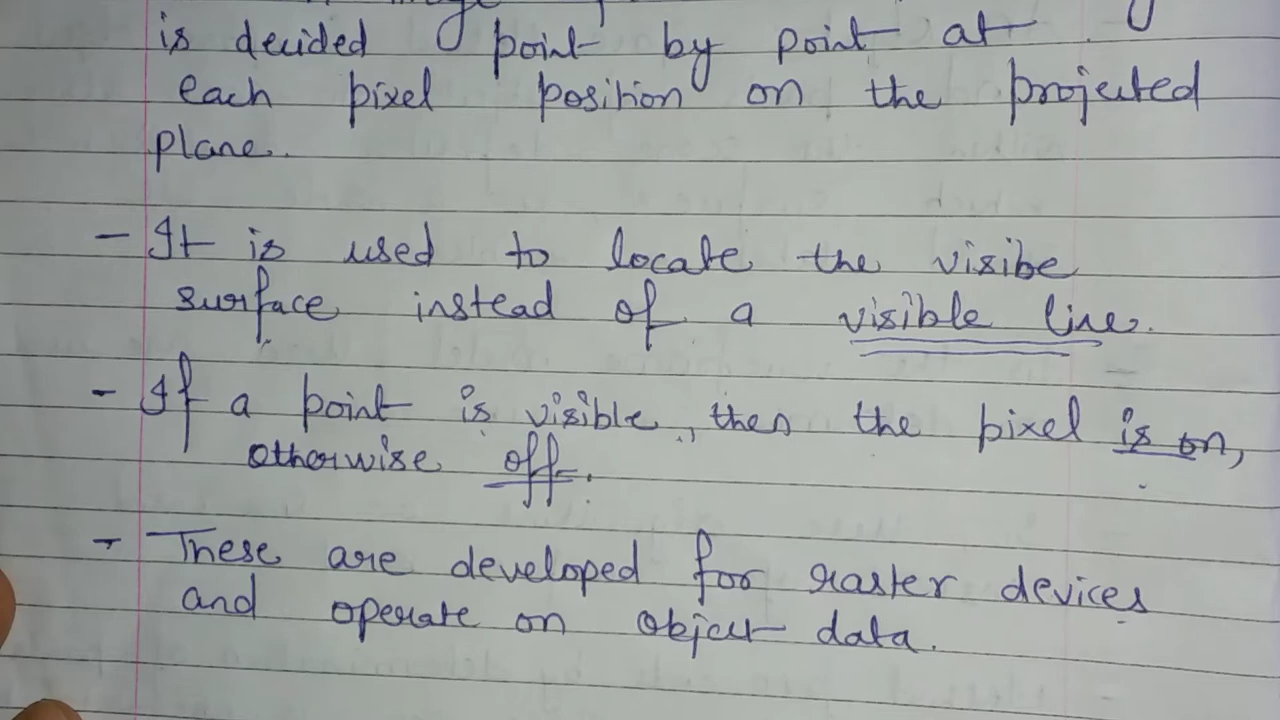 is decided point by point at
each pixel position on the projected
plane.
- It is used to locate the visibe
surface instead of a visible line.
- If a point is visible, then the pixel is on,
otherwise off.
- These are developed for raster devices
and operate on object data.